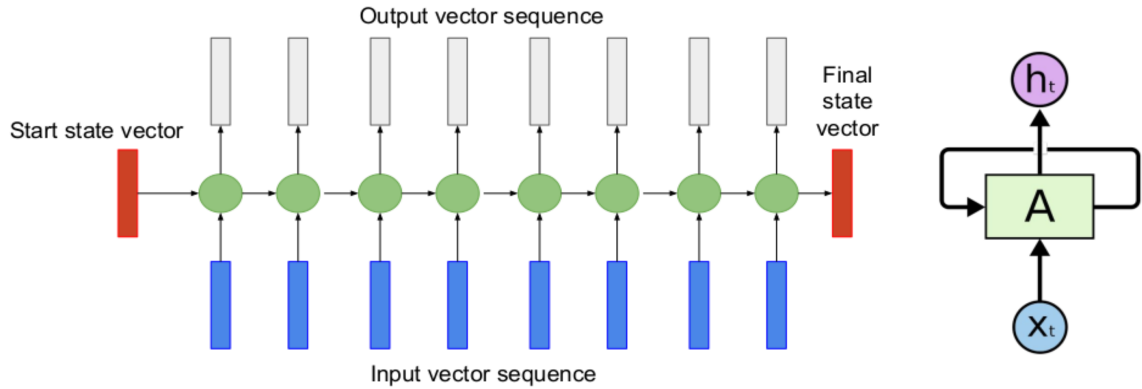 Output vector sequence
Start state vector
Final
state
vector
Input vector sequence
hₜ
A
xₜ